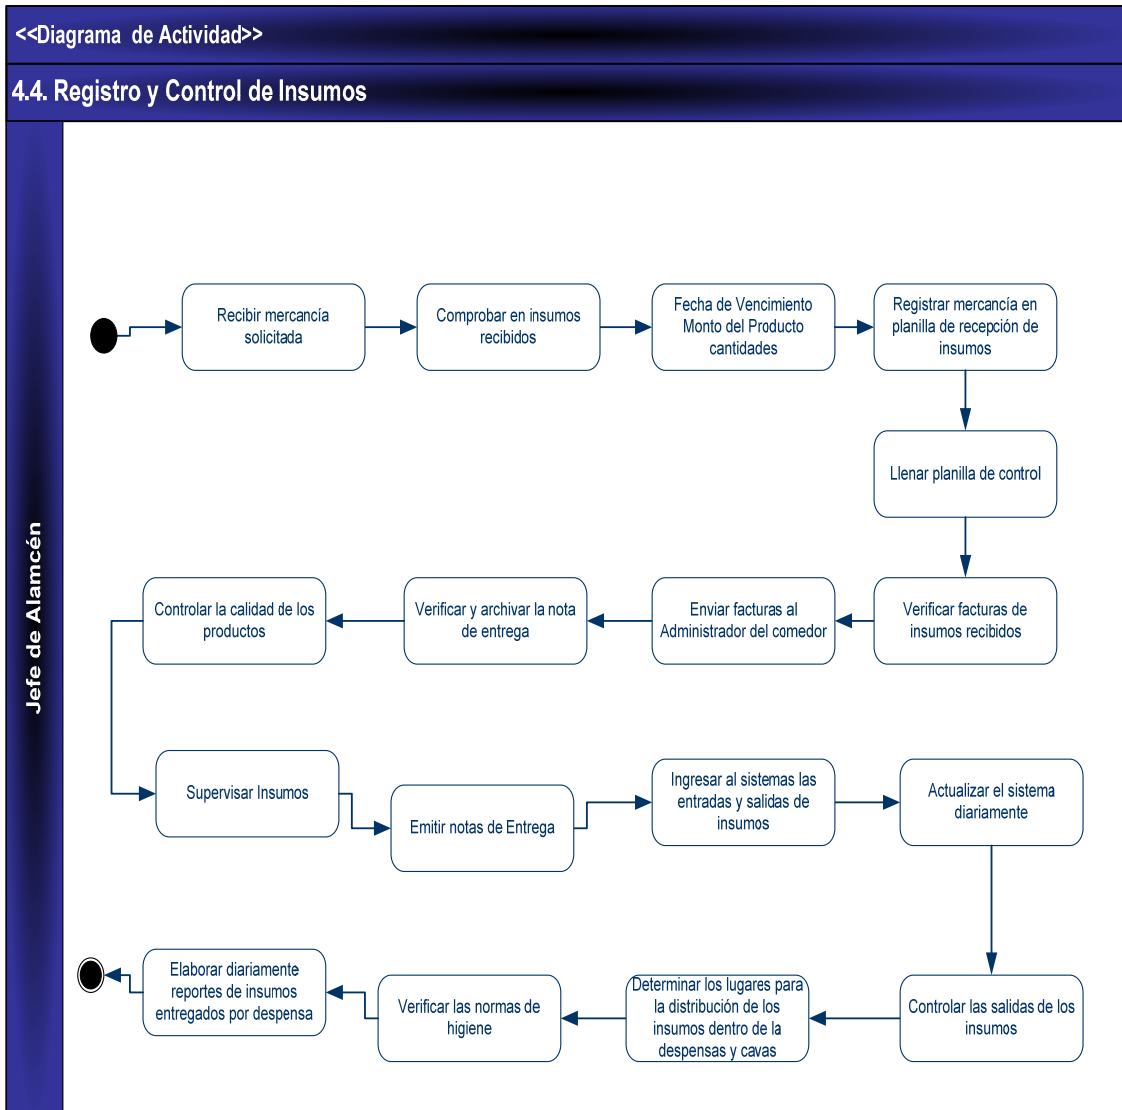 <<Diagrama de Actividad>>
4.4. Registro y Control de Insumos
Jefe de Alamcén
Recibir mercancía
solicitada
Comprobar en insumos
recibidos
Fecha de Vencimiento
Monto del Producto
cantidades
Registrar mercancía en
planilla de recepción de
insumos
Llenar planilla de control
Verificar facturas de
insumos recibidos
Enviar facturas al
Administrador del comedor
Verificar y archivar la nota
de entrega
Controlar la calidad de los
productos
Supervisar Insumos
Emitir notas de Entrega
Ingresar al sistemas las
entradas y salidas de
insumos
Actualizar el sistema
diariamente
Controlar las salidas de los
insumos
Determinar los lugares para
la distribución de los
insumos dentro de la
despensas y cavas
Verificar las normas de
higiene
Elaborar diariamente
reportes de insumos
entregados por despensa